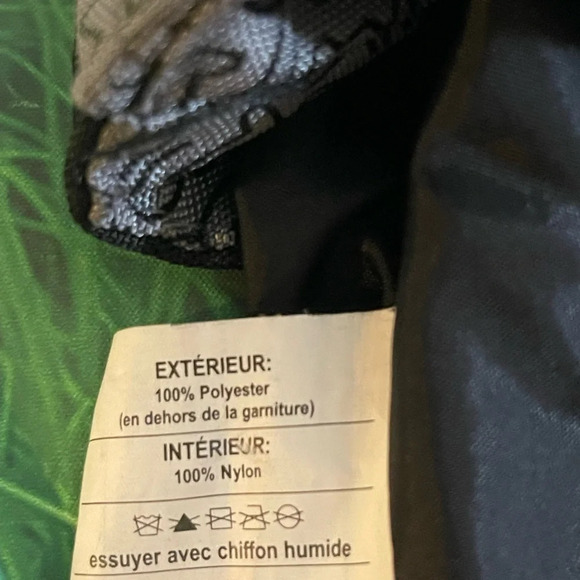 EXTÉRIEUR:
100% Polyester
(en dehors de la garniture)
INTÉRIEUR:
100% Nylon
essuyer avec chiffon humide